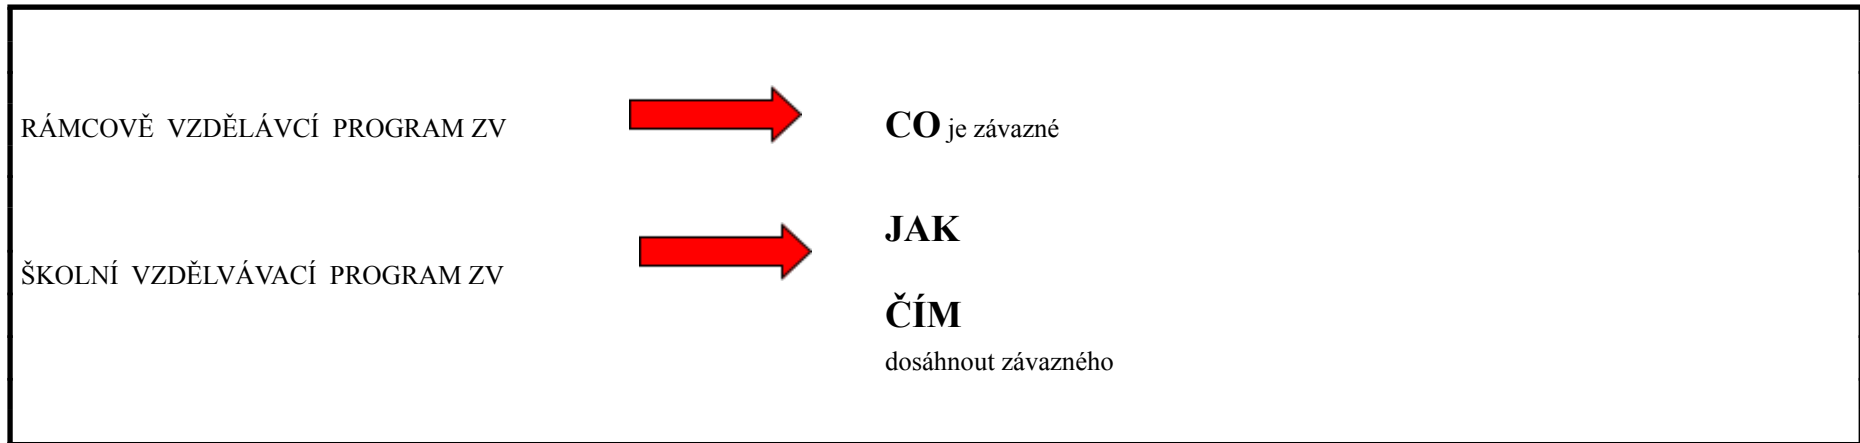 RÁMCOVĚ VZDĚLÁVCÍ PROGRAM ZV
CO je závazné
ŠKOLNÍ VZDĚLVÁVACÍ PROGRAM ZV
JAK
ČÍM
dosáhnout závazného